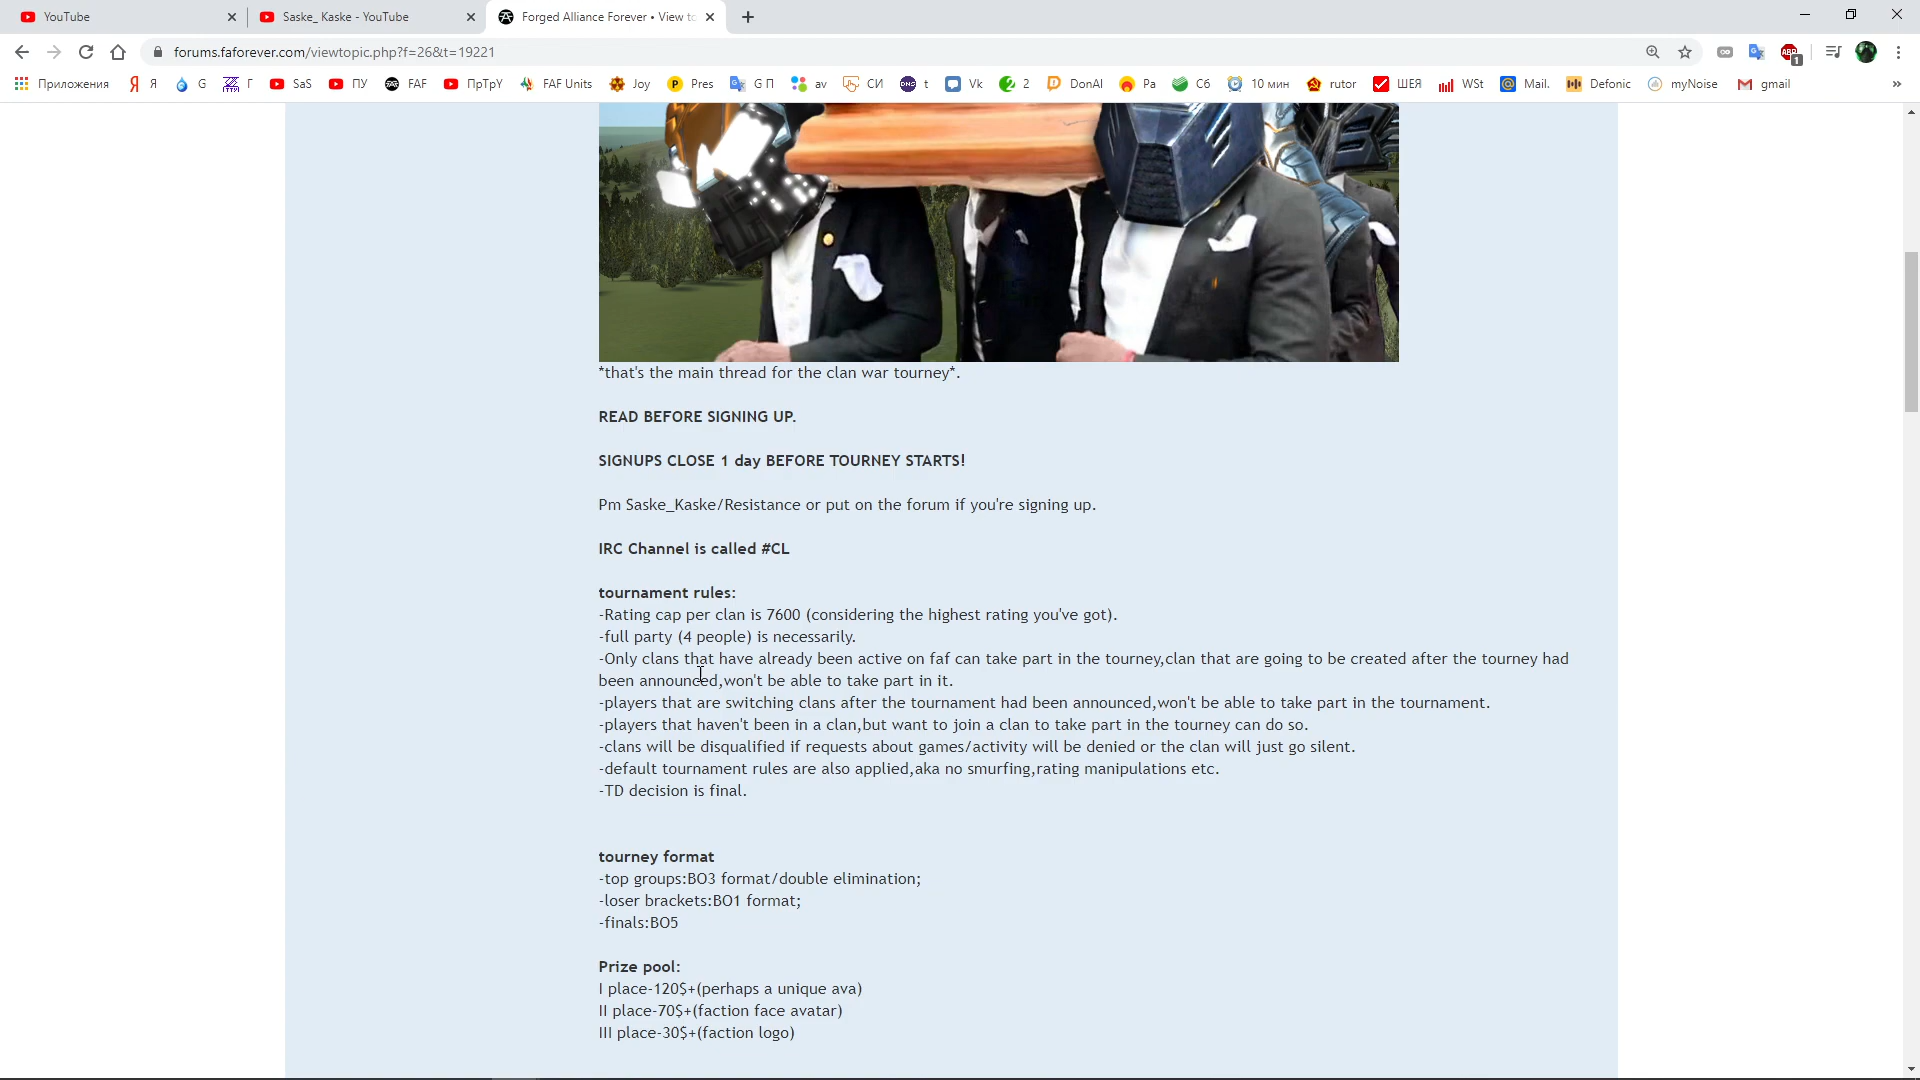 YouTube
Saske_ Kaske - YouTube
Forged Alliance Forever • View to
forums.faforever.com/viewtopic.php?f=26&t=19221
ABP 1
Приложения Я Я G ТТУ Г SaS ПУ FAF ПрТрУ FAF Units Joy Pres G П av СИ DNS t Vk 2 2 DonAl Ра Сб 10 мин rutor ШЕЯ WSt Mail. Defonic myNoise gmail »
*that's the main thread for the clan war tourney*.
READ BEFORE SIGNING UP.
SIGNUPS CLOSE 1 day BEFORE TOURNEY STARTS!
Pm Saske_Kaske/Resistance or put on the forum if you're signing up.
IRC Channel is called #CL
tournament rules:
-Rating cap per clan is 7600 (considering the highest rating you've got).
-full party (4 people) is necessarily.
-Only clans that have already been active on faf can take part in the tourney,clan that are going to be created after the tourney had
been announced,won't be able to take part in it.
-players that are switching clans after the tournament had been announced,won't be able to take part in the tournament.
-players that haven't been in a clan,but want to join a clan to take part in the tourney can do so.
-clans will be disqualified if requests about games/activity will be denied or the clan will just go silent.
-default tournament rules are also applied,aka no smurfing,rating manipulations etc.
-TD decision is final.
tourney format
-top groups:BO3 format/double elimination;
-loser brackets:BO1 format;
-finals:BO5
Prize pool:
I place-120$+(perhaps a unique ava)
II place-70$+(faction face avatar)
III place-30$+(faction logo)